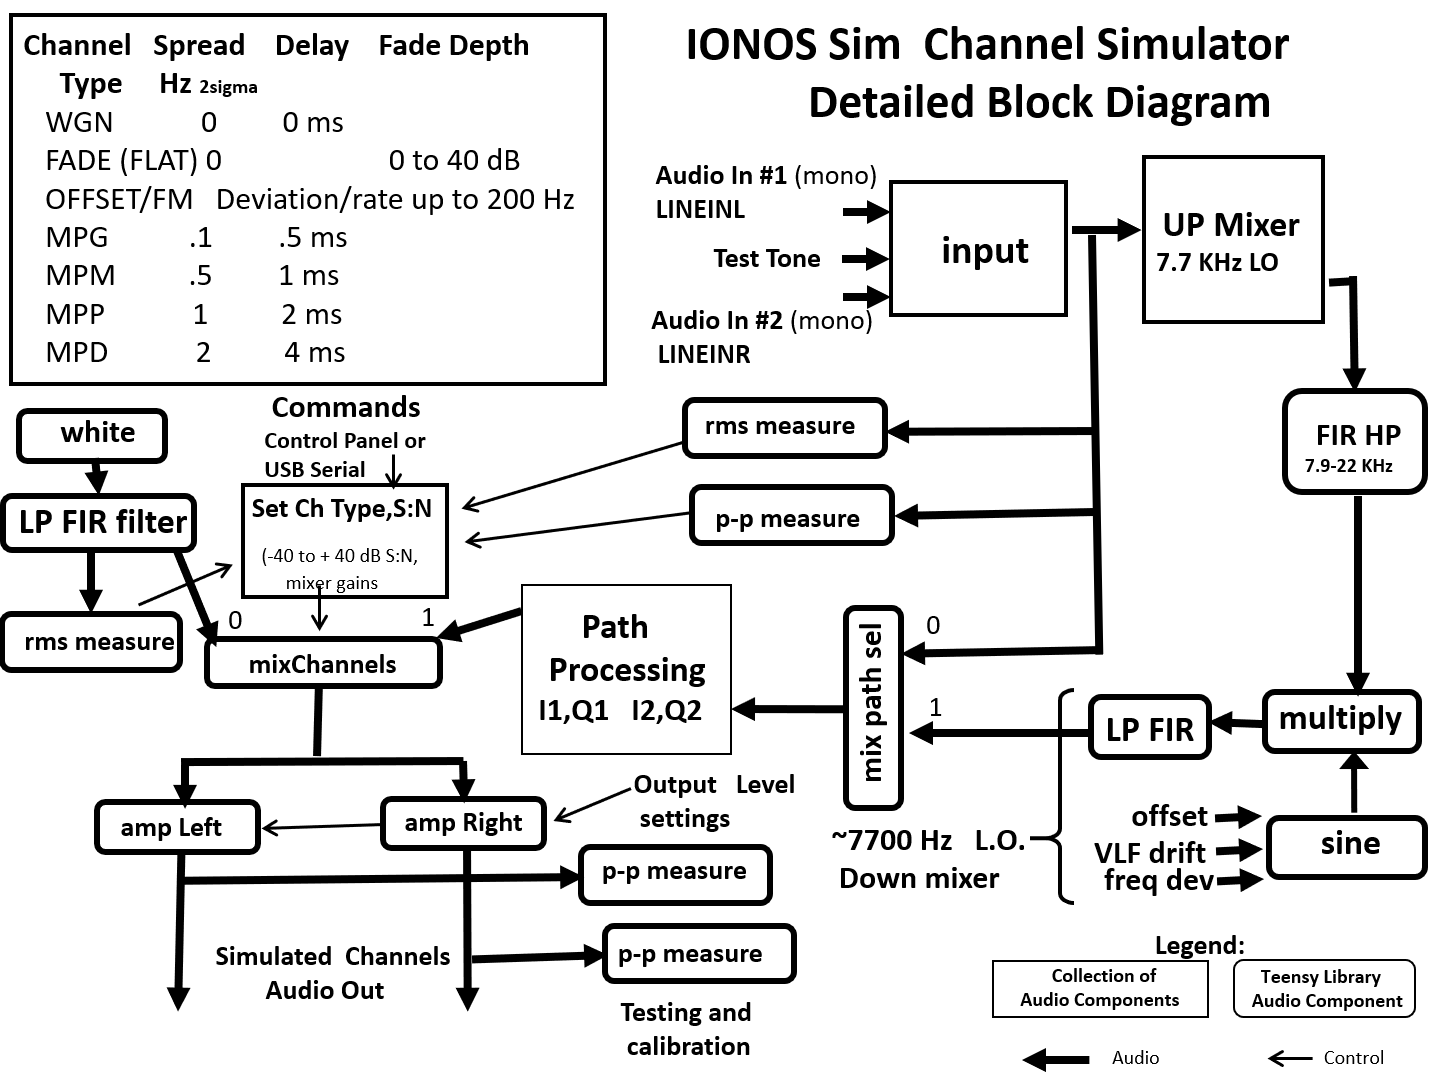 IONOS Sim Channel Simulator
Detailed Block Diagram
Channel Spread Delay Fade Depth
Type Hz 2sigma
WGN 0 0 ms
FADE (FLAT) 0 0 to 40 dB
OFFSET/FM Deviation/rate up to 200 Hz
MPG .1 .5 ms
MPM .5 1 ms
MPP 1 2 ms
MPD 2 4 ms
Audio In #1 (mono)
LINEINL
Test Tone
Audio In #2 (mono)
LINEINR
input
UP Mixer
7.7 KHz LO
FIR HP
7.9-22 KHz
Commands
Control Panel or
USB Serial
white
LP FIR filter
rms measure
Set Ch Type,S:N
(-40 to + 40 dB S:N,
mixer gains
rms measure
p-p measure
0
1
mixChannels
Path
Processing
I1,Q1 I2,Q2
mix path sel
0
1
LP FIR
multiply
offset
VLF drift
freq dev
sine
~7700 Hz L.O.
Down mixer
Output Level
settings
amp Left
amp Right
p-p measure
p-p measure
Simulated Channels
Audio Out
Testing and
calibration
Legend:
Collection of
Audio Components
Teensy Library
Audio Component
Audio
Control